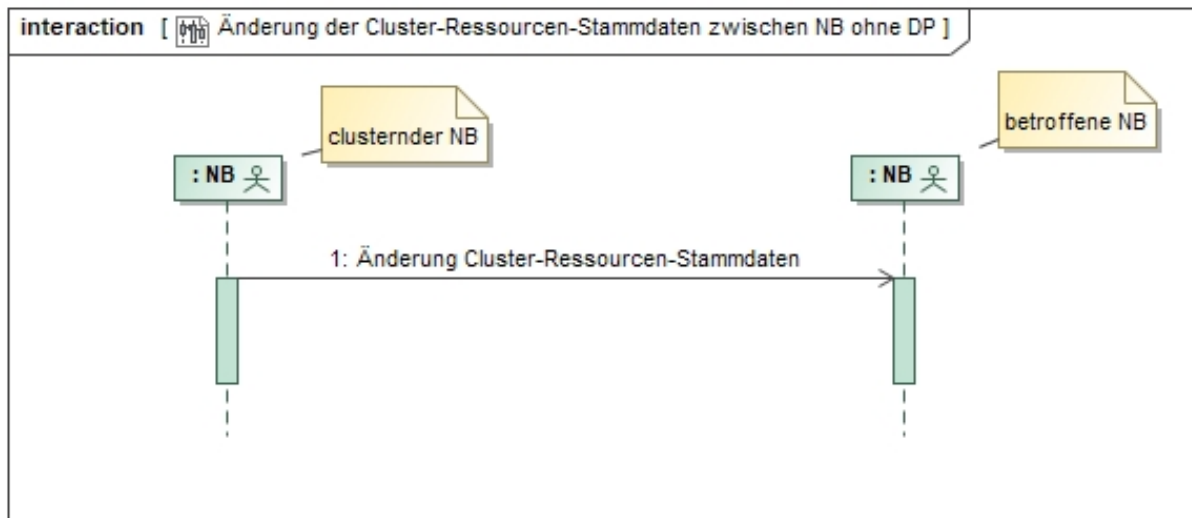 interaction [ Änderung der Cluster-Ressourcen-Stammdaten zwischen NB ohne DP ]
clusternder NB
betroffene NB
: NB
: NB
1: Änderung Cluster-Ressourcen-Stammdaten